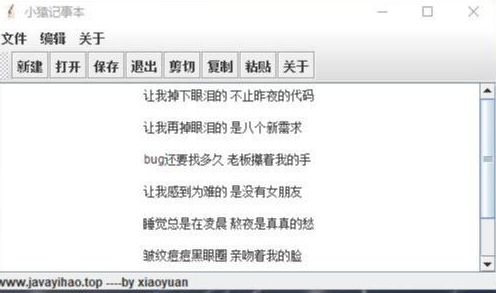 小猿记事本
文件 编辑 关于
新建 打开 保存 退出 剪切 复制 粘贴 关于
让我掉下眼泪的 不止昨夜的代码
让我再掉眼泪的 是八个新需求
bug还要找多久 老板攥着我的手
让我感到为难的 是没有女朋友
睡觉总是在凌晨 熬夜是真真的愁
皱纹痘痘黑眼圈 亲吻着我的脸
www.javayihao.top ----by xiaoyuan